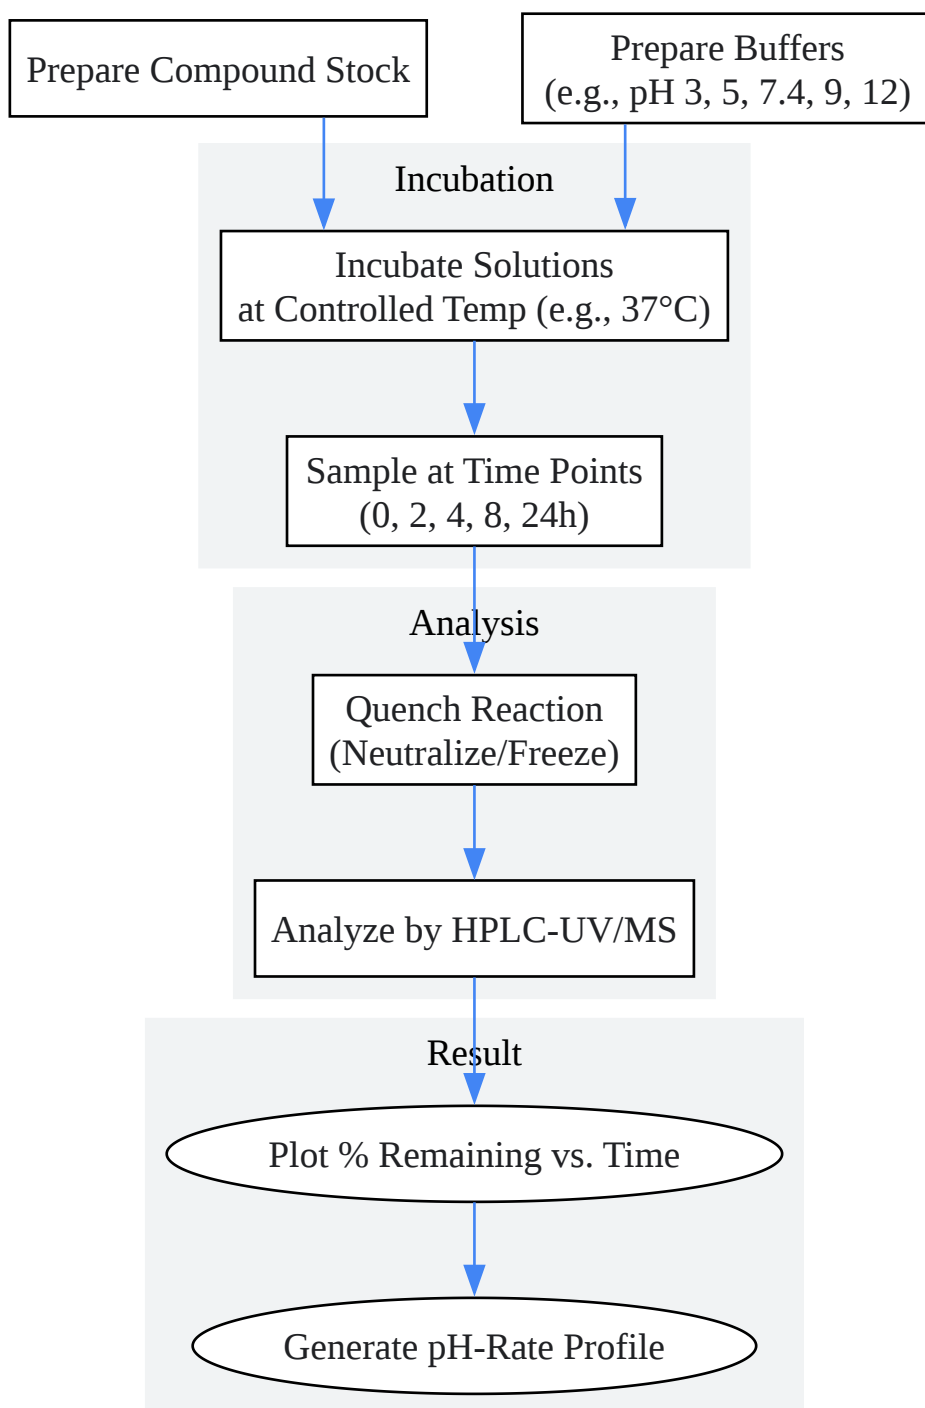 Prepare Compound Stock
Prepare Buffers
(e.g., pH 3, 5, 7.4, 9, 12)
Incubation
Incubate Solutions
at Controlled Temp (e.g., 37°C)
Sample at Time Points
(0, 2, 4, 8, 24h)
Analysis
Quench Reaction
(Neutralize/Freeze)
Analyze by HPLC-UV/MS
Result
Plot % Remaining vs. Time
Generate pH-Rate Profile